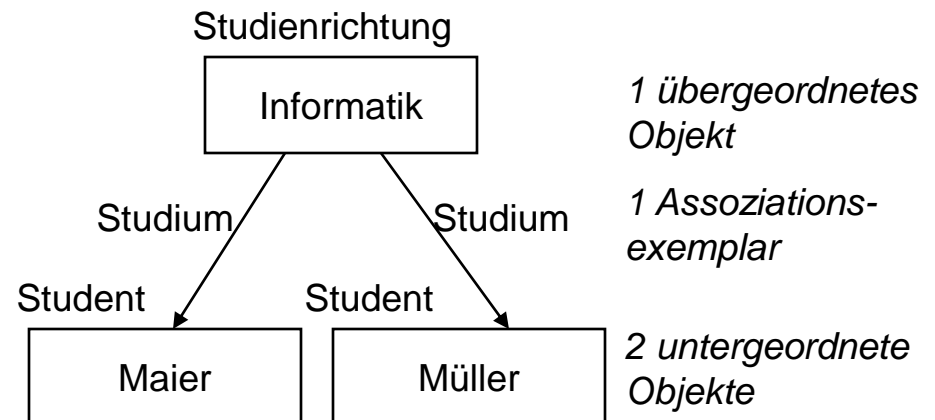 Studienrichtung
Informatik
1 übergeordnetes
Objekt
Studium
Studium
1 Assoziations-
exemplar
Student
Student
Maier
Müller
2 untergeordnete
Objekte